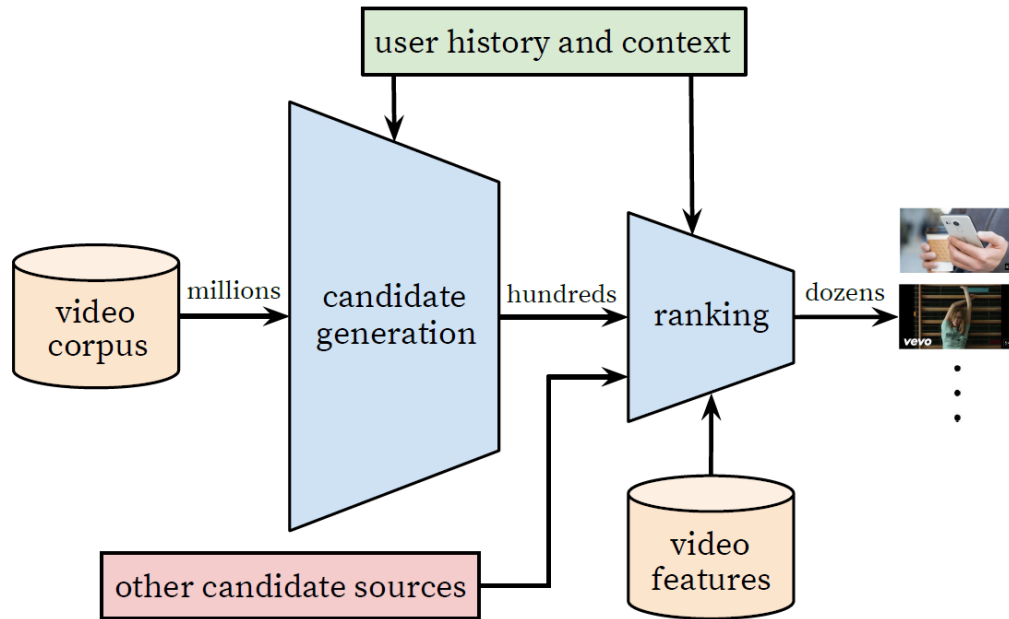 user history and context
video
corpus
millions
candidate
generation
hundreds
ranking
dozens
vevo
other candidate sources
video
features